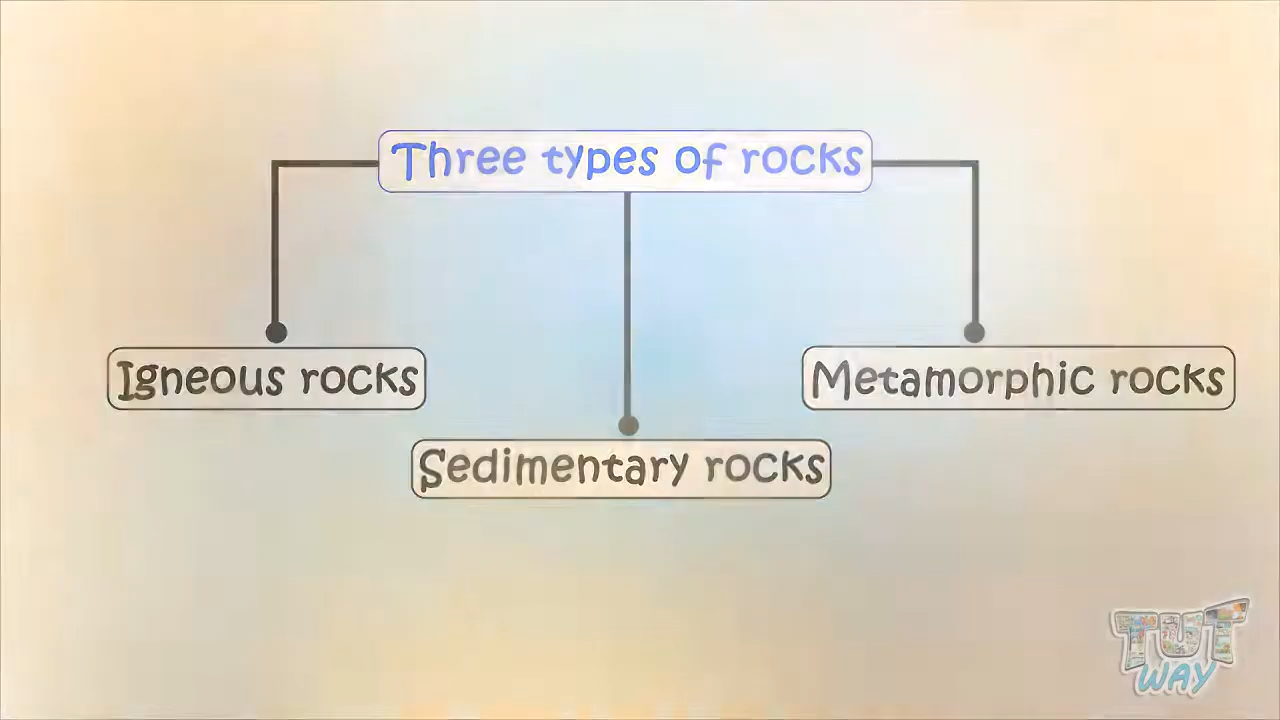 Three types of rocks
Igneous rocks
Metamorphic rocks
Sedimentary rocks
TUT
WAY